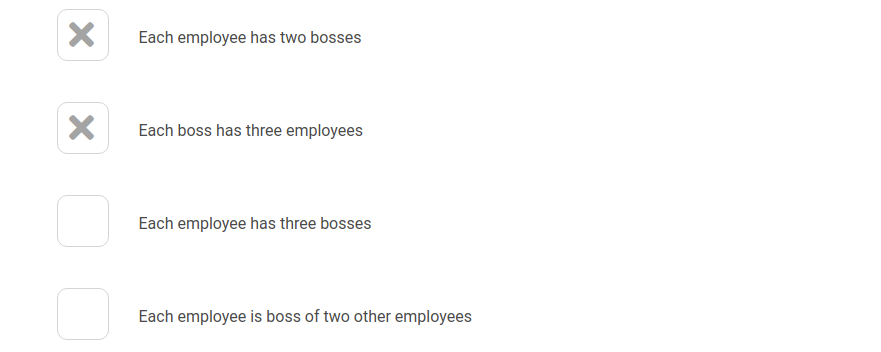 Each employee has two bosses
Each boss has three employees
Each employee has three bosses
Each employee is boss of two other employees